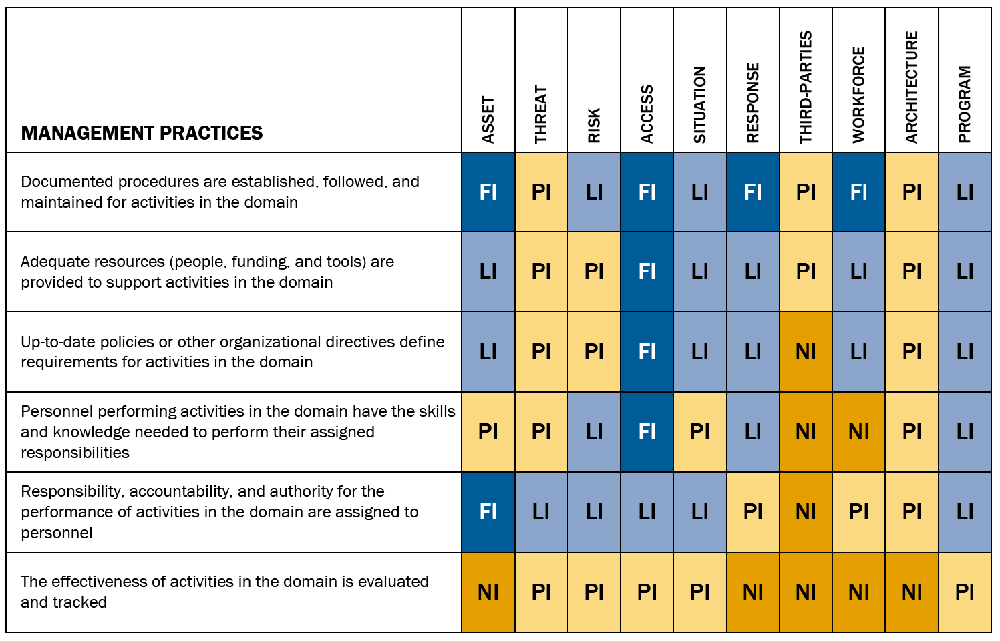 MANAGEMENT PRACTICES
ASSET
THREAT
RISK
ACCESS
SITUATION
RESPONSE
THIRD-PARTIES
WORKFORCE
ARCHITECTURE
PROGRAM
Documented procedures are established, followed, and
maintained for activities in the domain
FI PI LI FI LI FI PI FI PI LI
Adequate resources (people, funding, and tools) are
provided to support activities in the domain
LI PI PI FI LI LI PI LI PI LI
Up-to-date policies or other organizational directives define
requirements for activities in the domain
LI PI PI FI LI LI NI LI PI LI
Personnel performing activities in the domain have the skills
and knowledge needed to perform their assigned
responsibilities
PI PI LI FI PI LI NI NI PI LI
Responsibility, accountability, and authority for the
performance of activities in the domain are assigned to
personnel
FI LI LI LI LI PI NI PI PI LI
The effectiveness of activities in the domain is evaluated
and tracked
NI PI PI PI PI NI NI NI NI PI